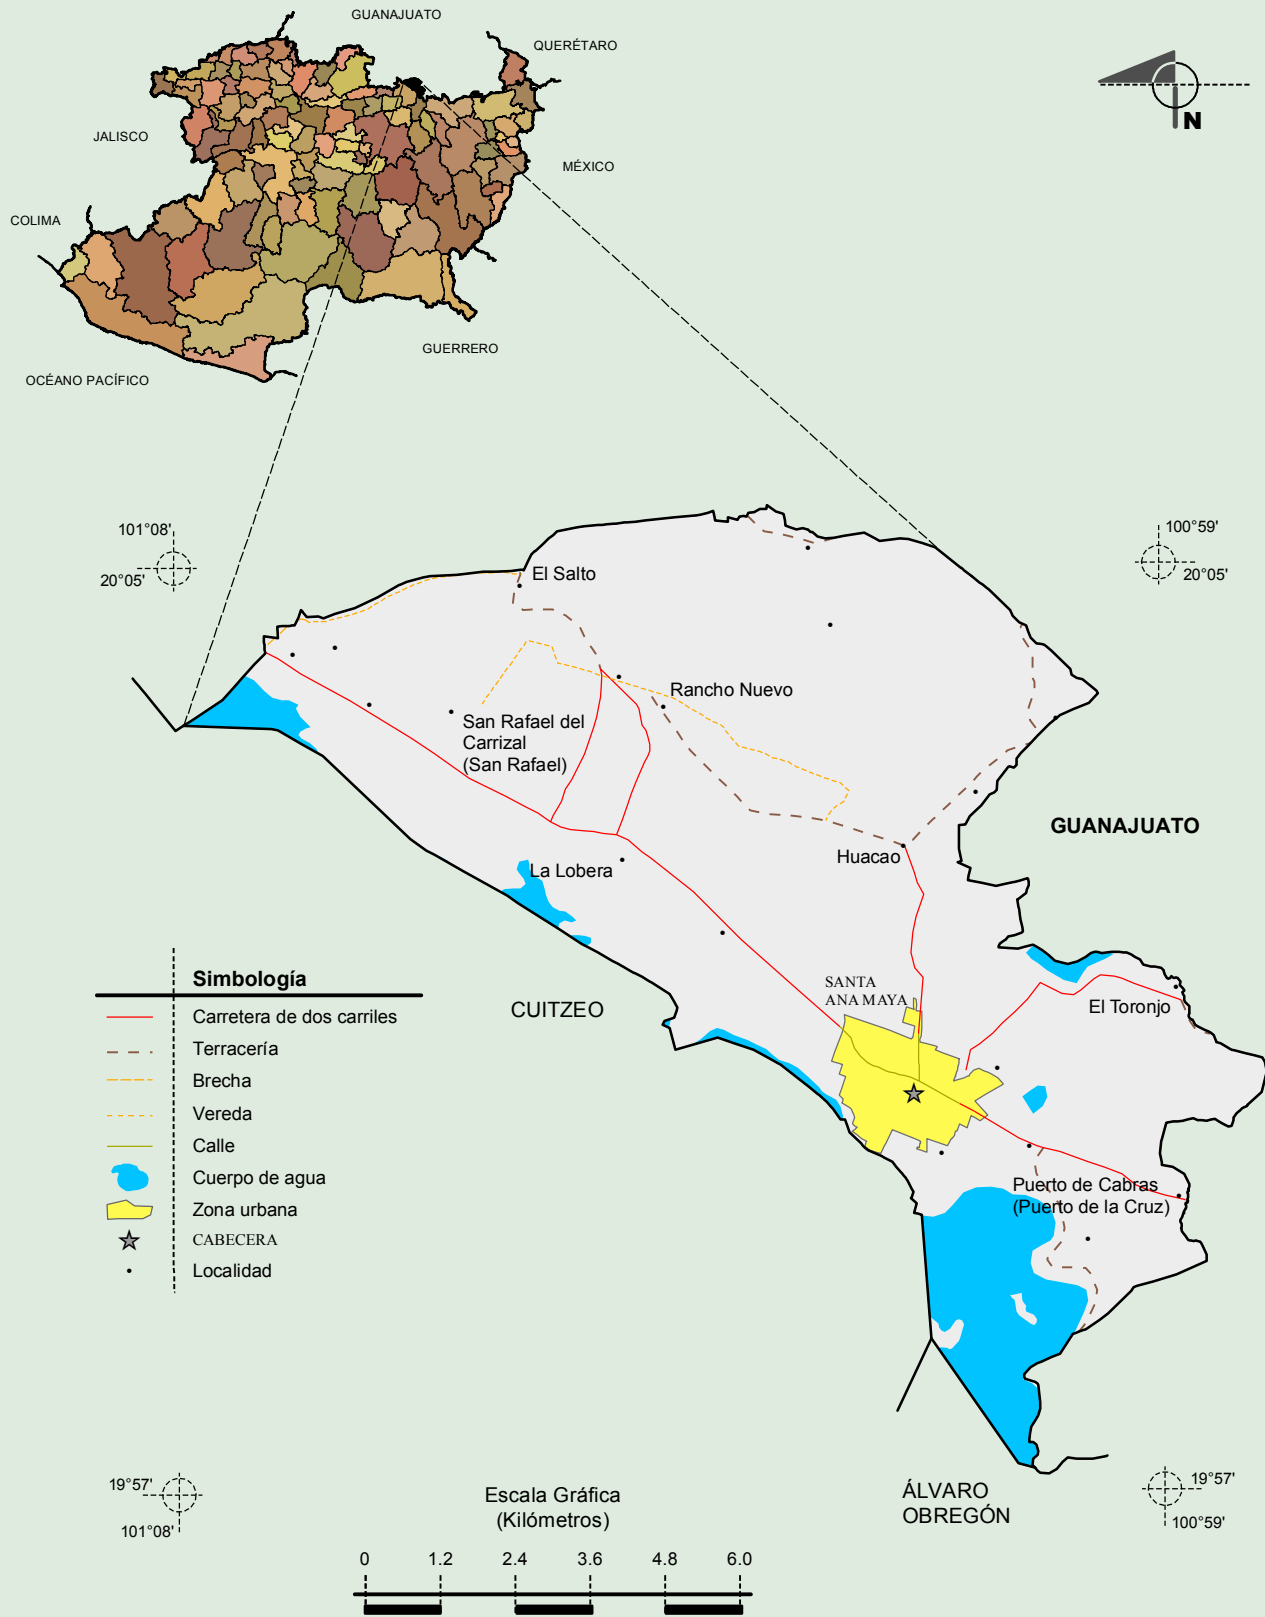 GUANAJUATO
QUERÉTARO
JALISCO
MÉXICO
COLIMA
GUERRERO
OCÉANO PACÍFICO
N
101°08'
20°05'
100°59'
20°05'
El Salto
Rancho Nuevo
San Rafael del
Carrizal
(San Rafael)
GUANAJUATO
Huacao
La Lobera
SANTA
ANA MAYA
CUITZEO
El Toronjo
Puerto de Cabras
(Puerto de la Cruz)
Simbología
Carretera de dos carriles
Terracería
Brecha
Vereda
Calle
Cuerpo de agua
Zona urbana
CABECERA
Localidad
19°57'
101°08'
Escala Gráfica
(Kilómetros)
0 1.2 2.4 3.6 4.8 6.0
ÁLVARO
OBREGÓN
19°57'
100°59'